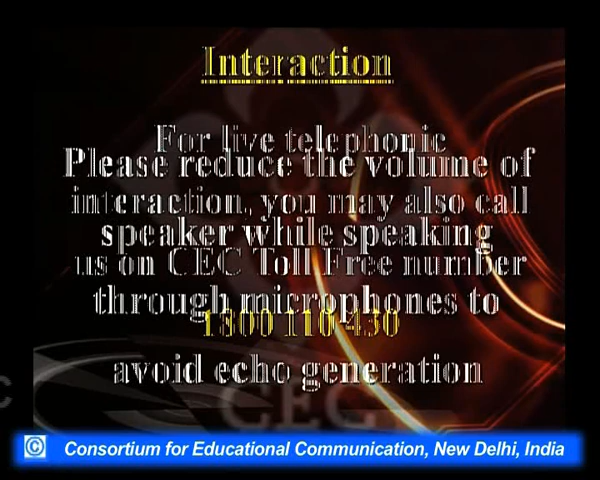 Interaction
For live telephonic
Please reduce the volume of
interaction, you may also call
speaker while speaking
us on CEC Toll Free number
through microphones to
1800 110 430
avoid echo generation
CEC
C
© Consortium for Educational Communication, New Delhi, India